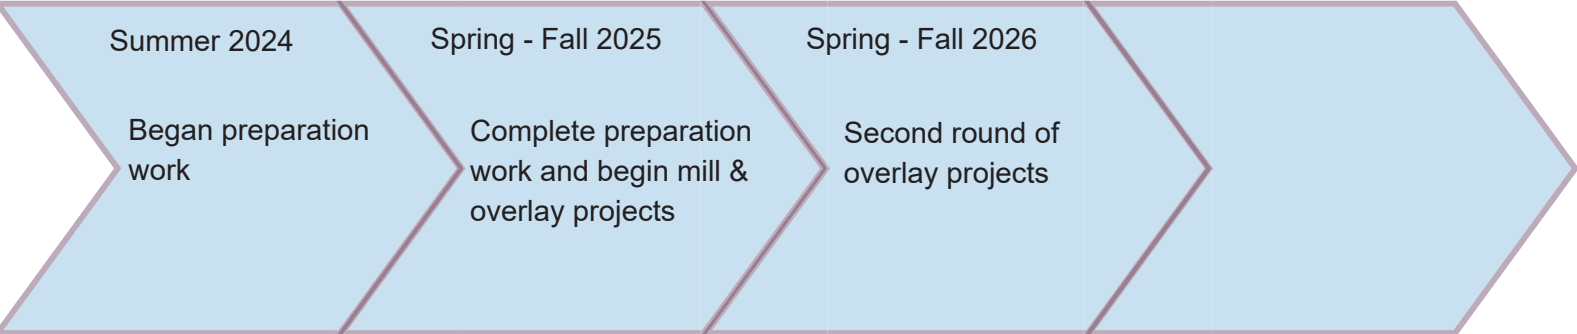 Summer 2024
Began preparation
work
Spring - Fall 2025
Complete preparation
work and begin mill &
overlay projects
Spring - Fall 2026
Second round of
overlay projects